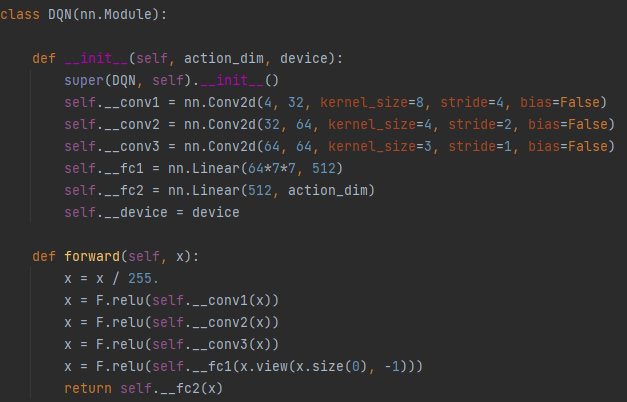 class DQN(nn.Module):
    def __init__(self, action_dim, device):
        super(DQN, self).__init__()
        self.__conv1 = nn.Conv2d(4, 32, kernel_size=8, stride=4, bias=False)
        self.__conv2 = nn.Conv2d(32, 64, kernel_size=4, stride=2, bias=False)
        self.__conv3 = nn.Conv2d(64, 64, kernel_size=3, stride=1, bias=False)
        self.__fc1 = nn.Linear(64*7*7, 512)
        self.__fc2 = nn.Linear(512, action_dim)
        self.__device = device
    def forward(self, x):
        x = x / 255.
        x = F.relu(self.__conv1(x))
        x = F.relu(self.__conv2(x))
        x = F.relu(self.__conv3(x))
        x = F.relu(self.__fc1(x.view(x.size(0), -1)))
        return self.__fc2(x)